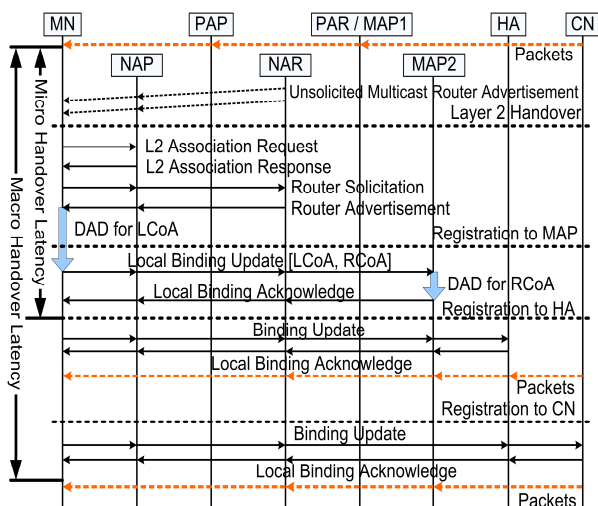 MN PAP PAR / MAP1 HA CN
Packets
NAP NAR MAP2
Unsolicited Multicast Router Advertisement
Layer 2 Handover
L2 Association Request
L2 Association Response
Router Solicitation
Router Advertisement
DAD for LCoA
Registration to MAP
Local Binding Update [LCoA, RCoA]
DAD for RCoA
Local Binding Acknowledge
Registration to HA
Binding Update
Local Binding Acknowledge
Packets
Registration to CN
Binding Update
Local Binding Acknowledge
Packets
Micro Handover Latency
Macro Handover Latency